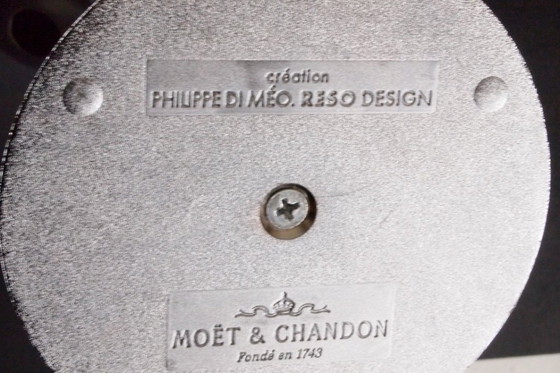 création
PHILIPPE DI MÉO. RESO DESIGN
MOËT & CHANDON
Fondé en 1743